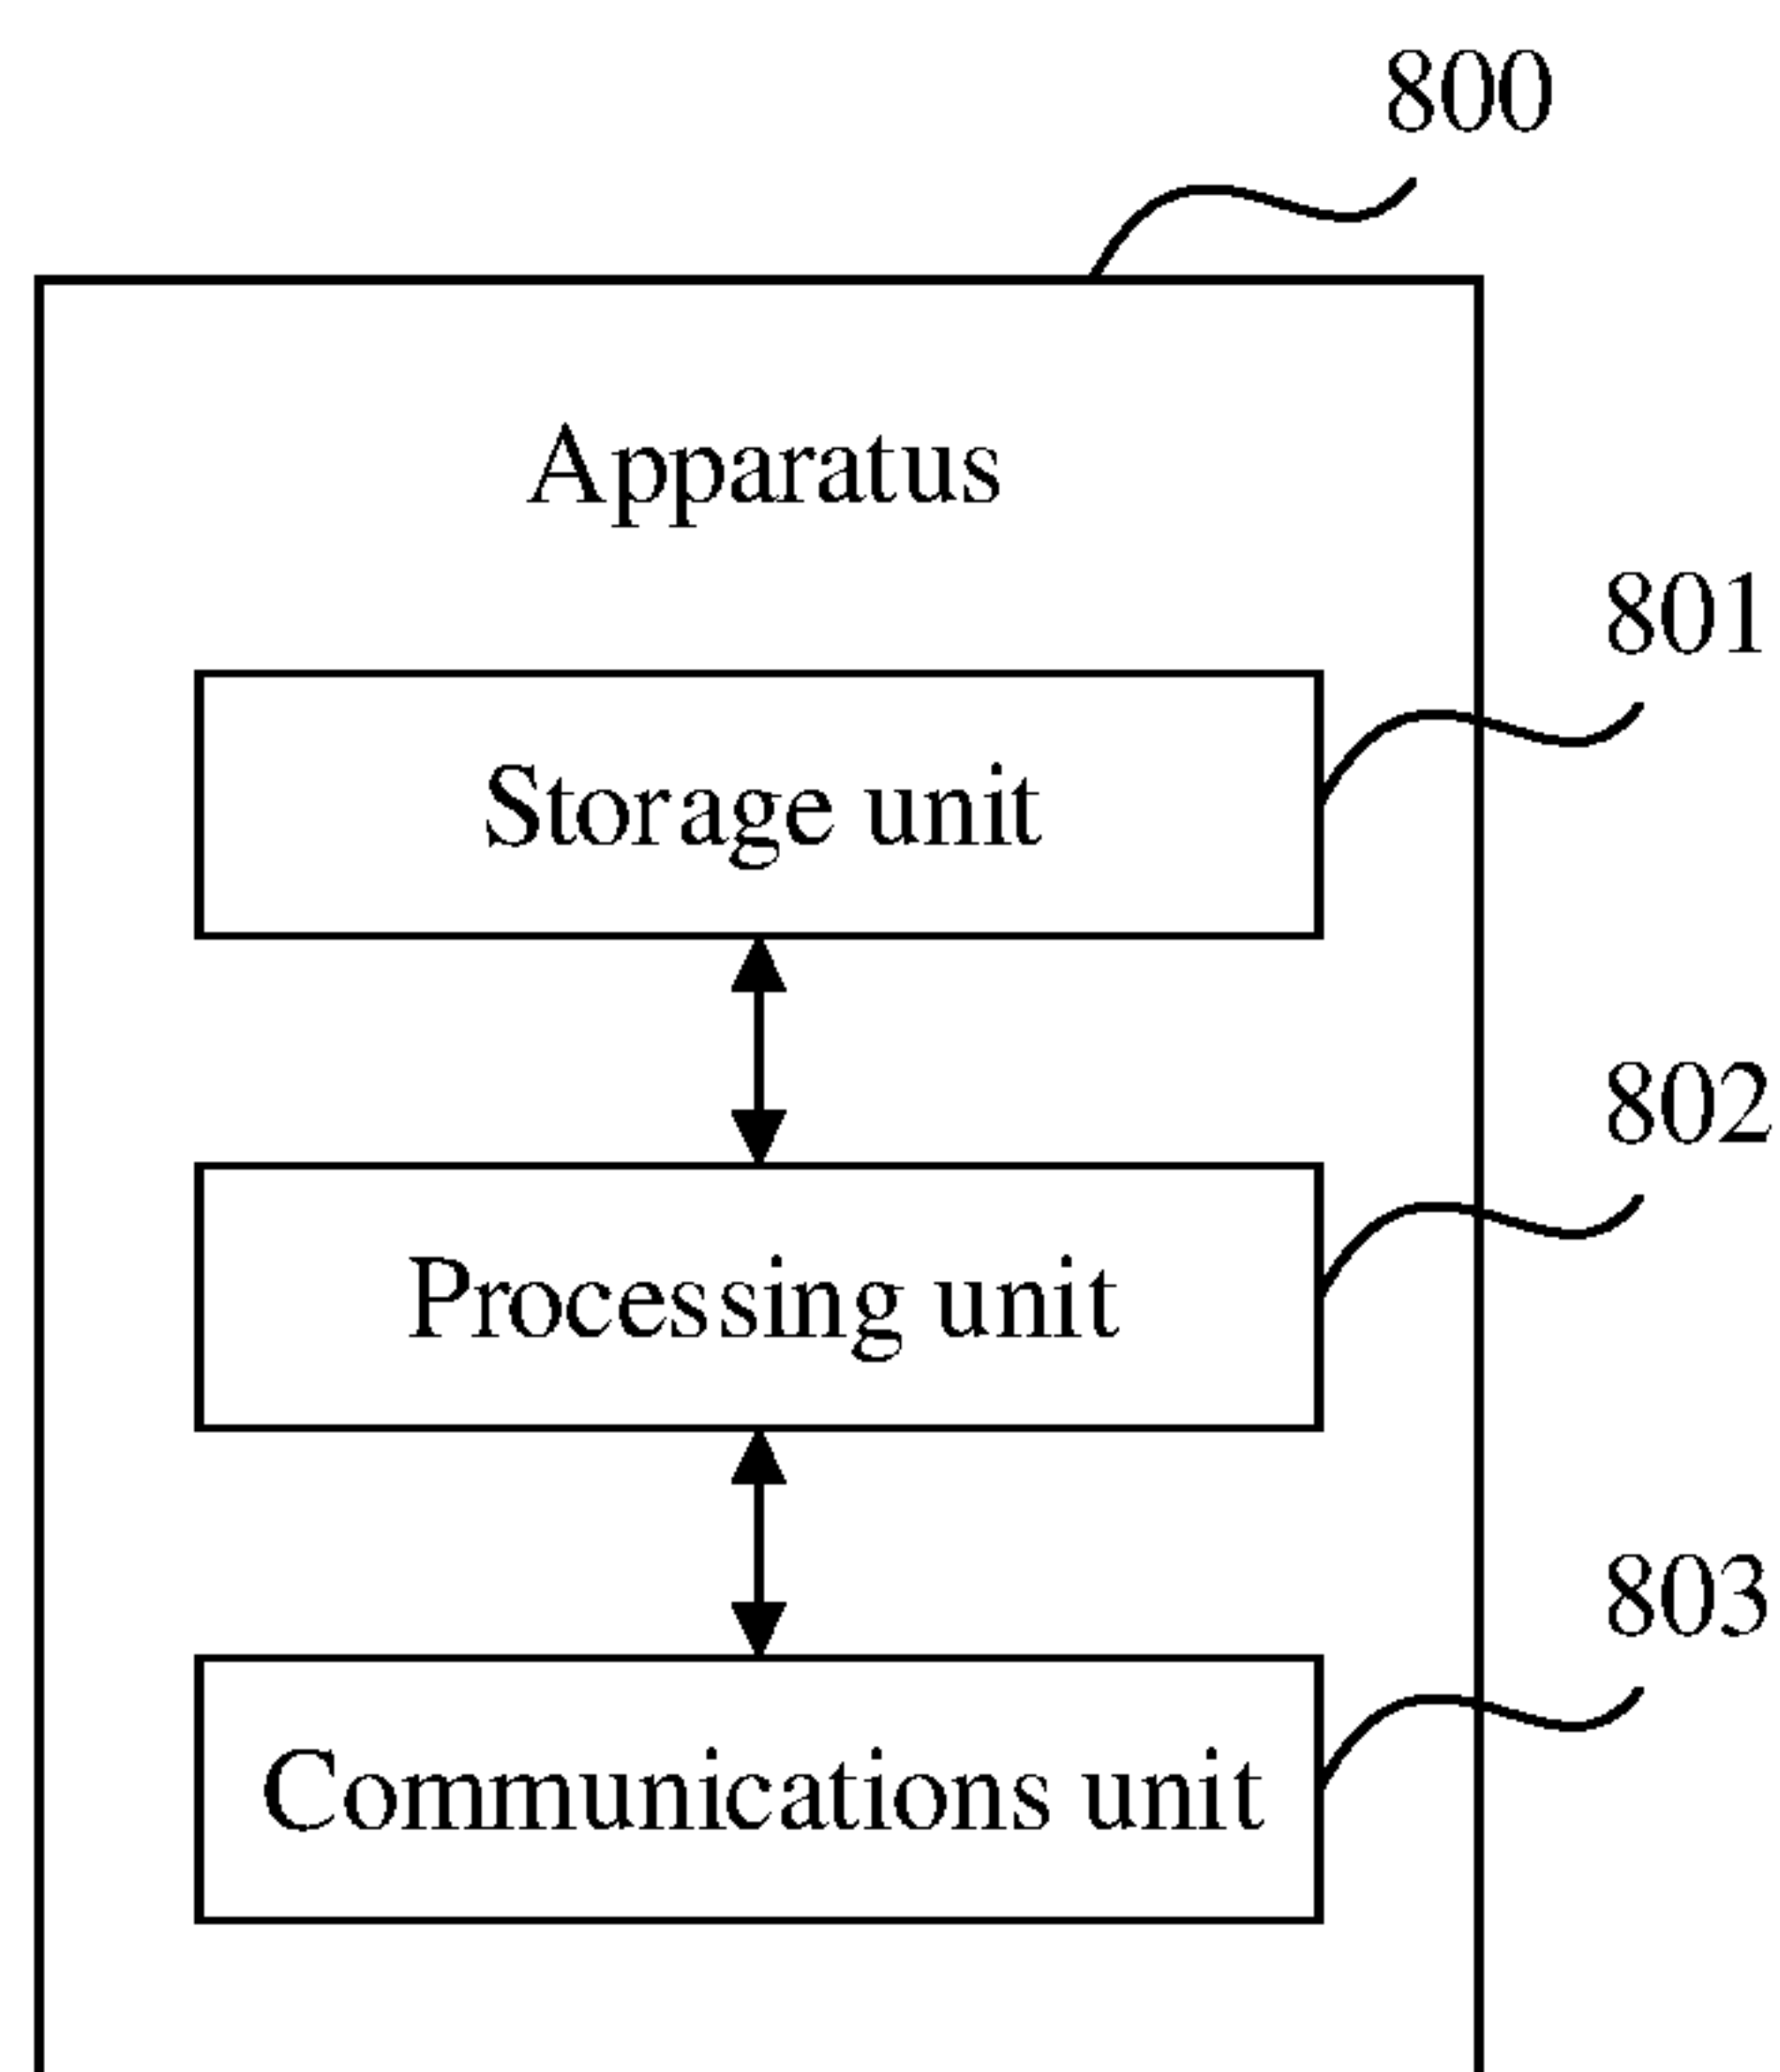 800
Apparatus
801
Storage unit
802
Processing unit
803
Communications unit